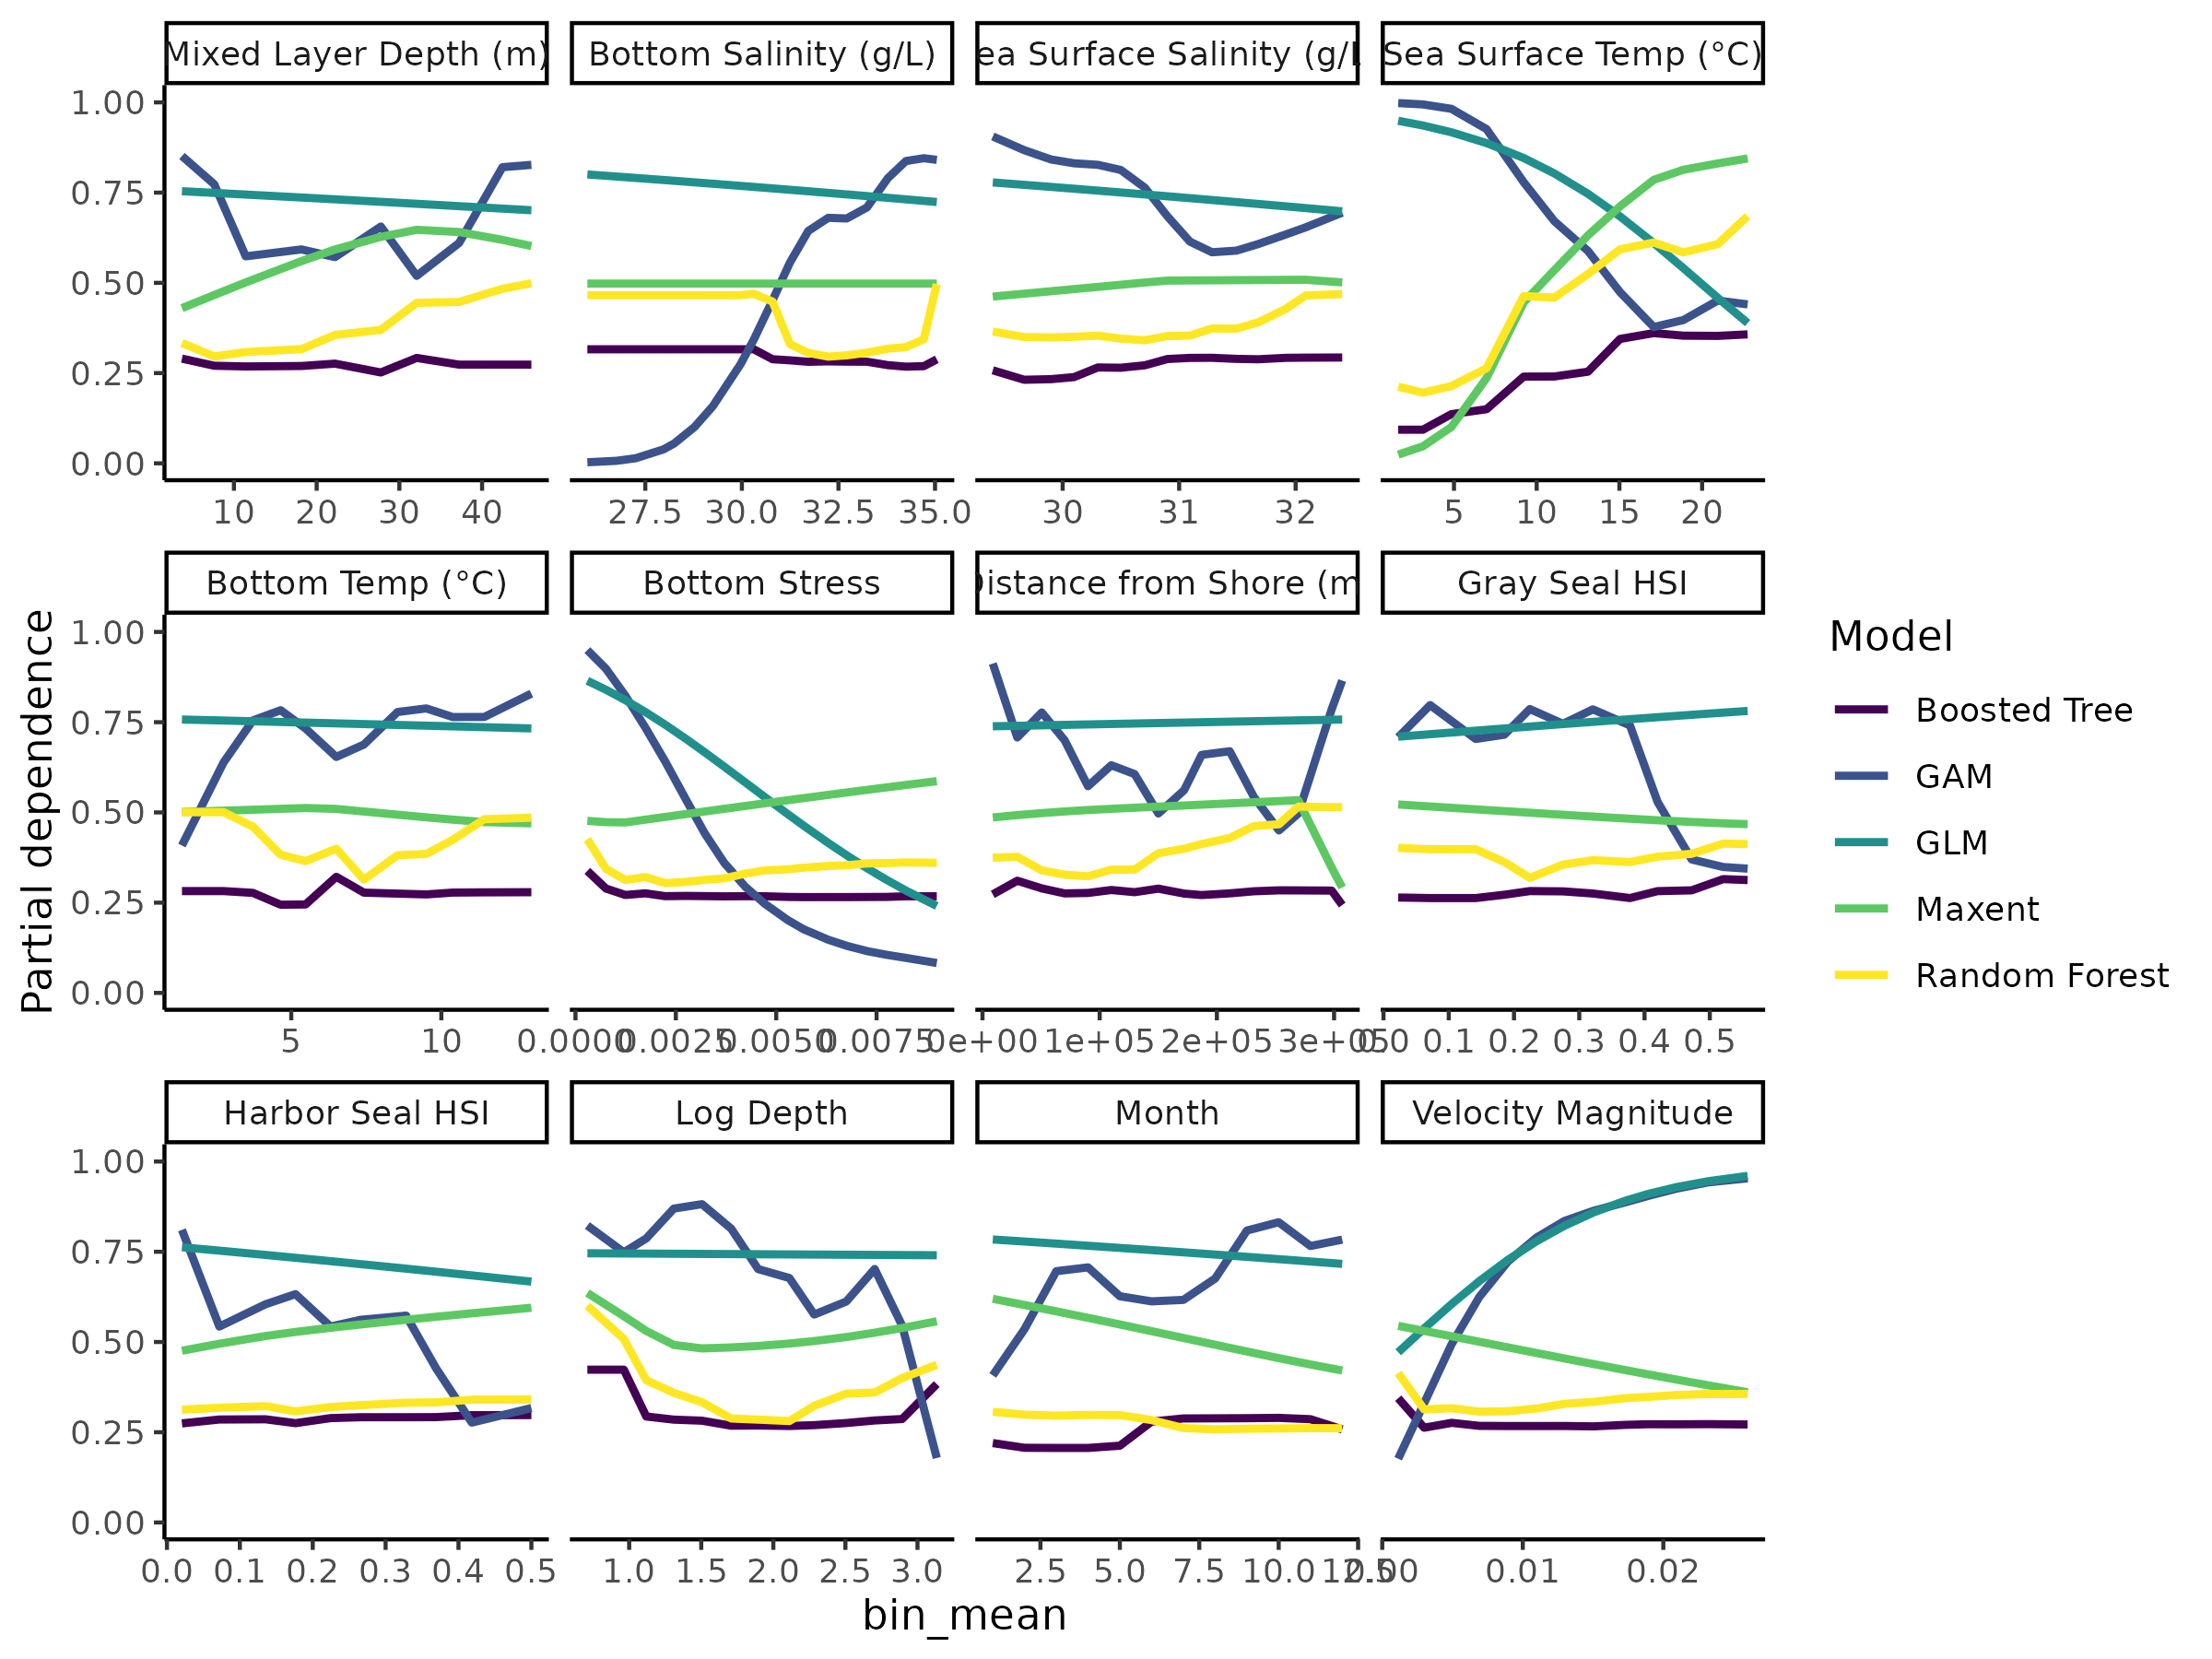 Mixed Layer Depth (m)
Bottom Salinity (g/L)
ea Surface Salinity (g/L
Sea Surface Temp (°C)
1.00
0.75
0.50
0.25
0.00
10 20 30 40
27.5 30.0 32.5 35.0
30 31 32
5 10 15 20
Bottom Temp (°C)
Bottom Stress
Distance from Shore (m
Gray Seal HSI
1.00
0.75
0.50
0.25
0.00
5 10
0.0000 0.0025 0.0050 0.0075
0e+00 1e+05 2e+05 3e+05
0.0 0.1 0.2 0.3 0.4 0.5
Harbor Seal HSI
Log Depth
Month
Velocity Magnitude
1.00
0.75
0.50
0.25
0.00
0.0 0.1 0.2 0.3 0.4 0.5
1.0 1.5 2.0 2.5 3.0
2.5 5.0 7.5 10.0 12.5
0.00 0.01 0.02
bin_mean
Partial dependence
Model
Boosted Tree
GAM
GLM
Maxent
Random Forest